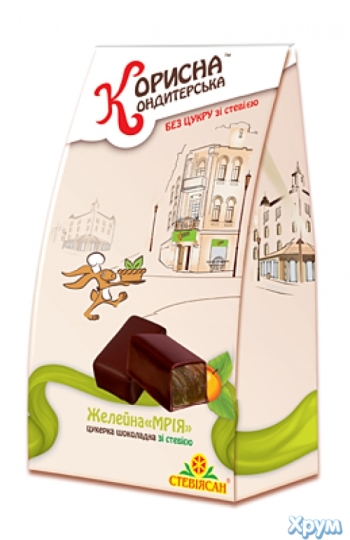 КОРИСНА™
КОНДИТЕРСЬКА
БЕЗ ЦУКРУ зі стевією
Желейна «МРІЯ»
цукерка шоколадна зі стевією
СТЕВІЯСАН®
Хрум